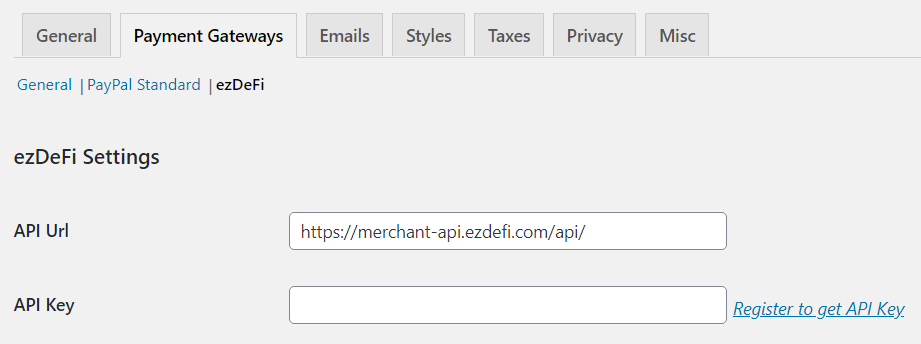 General Payment Gateways Emails Styles Taxes Privacy Misc
General | PayPal Standard | ezDeFi
ezDeFi Settings
API Url https://merchant-api.ezdefi.com/api/
API Key Register to get API Key